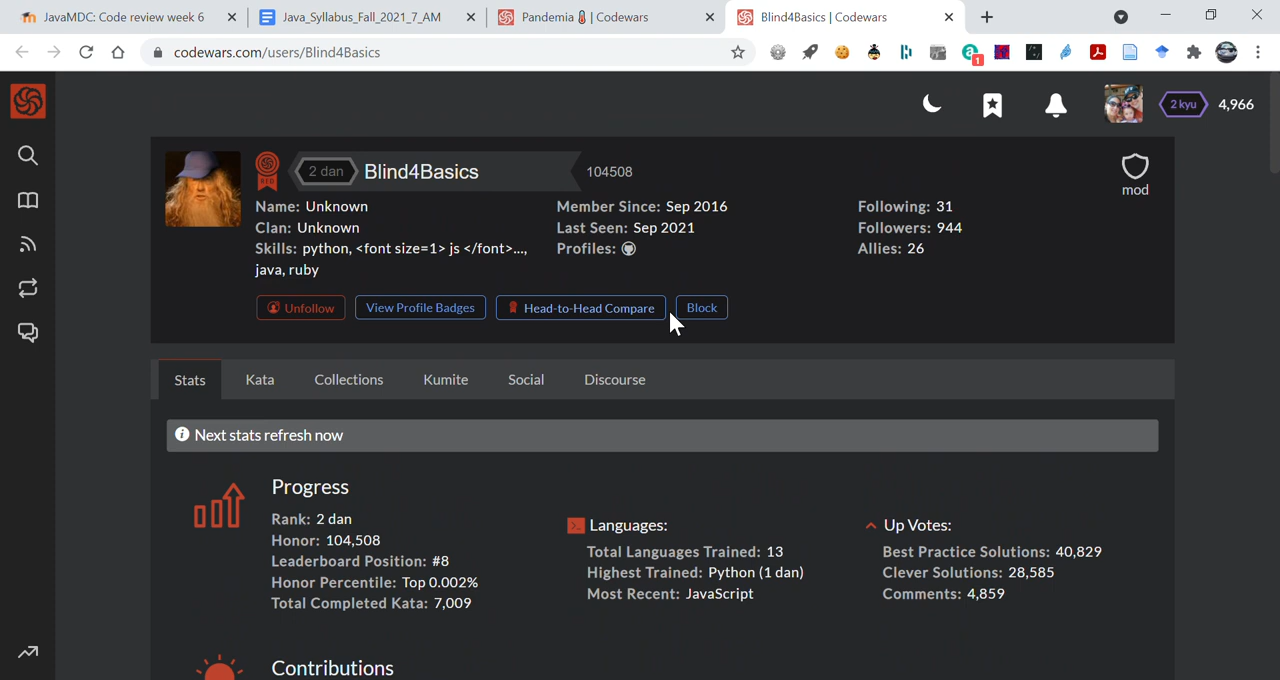 JavaMDC: Code review week 6
Java_Syllabus_Fall_2021_7_AM
Pandemia🌡️ | Codewars
Blind4Basics | Codewars
codewars.com/users/Blind4Basics
1
2 kyu
4,966
RED
2 dan
Blind4Basics
104508
mod
Name: Unknown
Clan: Unknown
Skills: python, <font size=1> js </font>...,
java, ruby
Member Since: Sep 2016
Last Seen: Sep 2021
Profiles:
Following: 31
Followers: 944
Allies: 26
Unfollow
View Profile Badges
Head-to-Head Compare
Block
Stats
Kata
Collections
Kumite
Social
Discourse
Next stats refresh now
Progress
Rank: 2 dan
Honor: 104,508
Leaderboard Position: #8
Honor Percentile: Top 0.002%
Total Completed Kata: 7,009
Languages:
Total Languages Trained: 13
Highest Trained: Python (1 dan)
Most Recent: JavaScript
Up Votes:
Best Practice Solutions: 40,829
Clever Solutions: 28,585
Comments: 4,859
Contributions